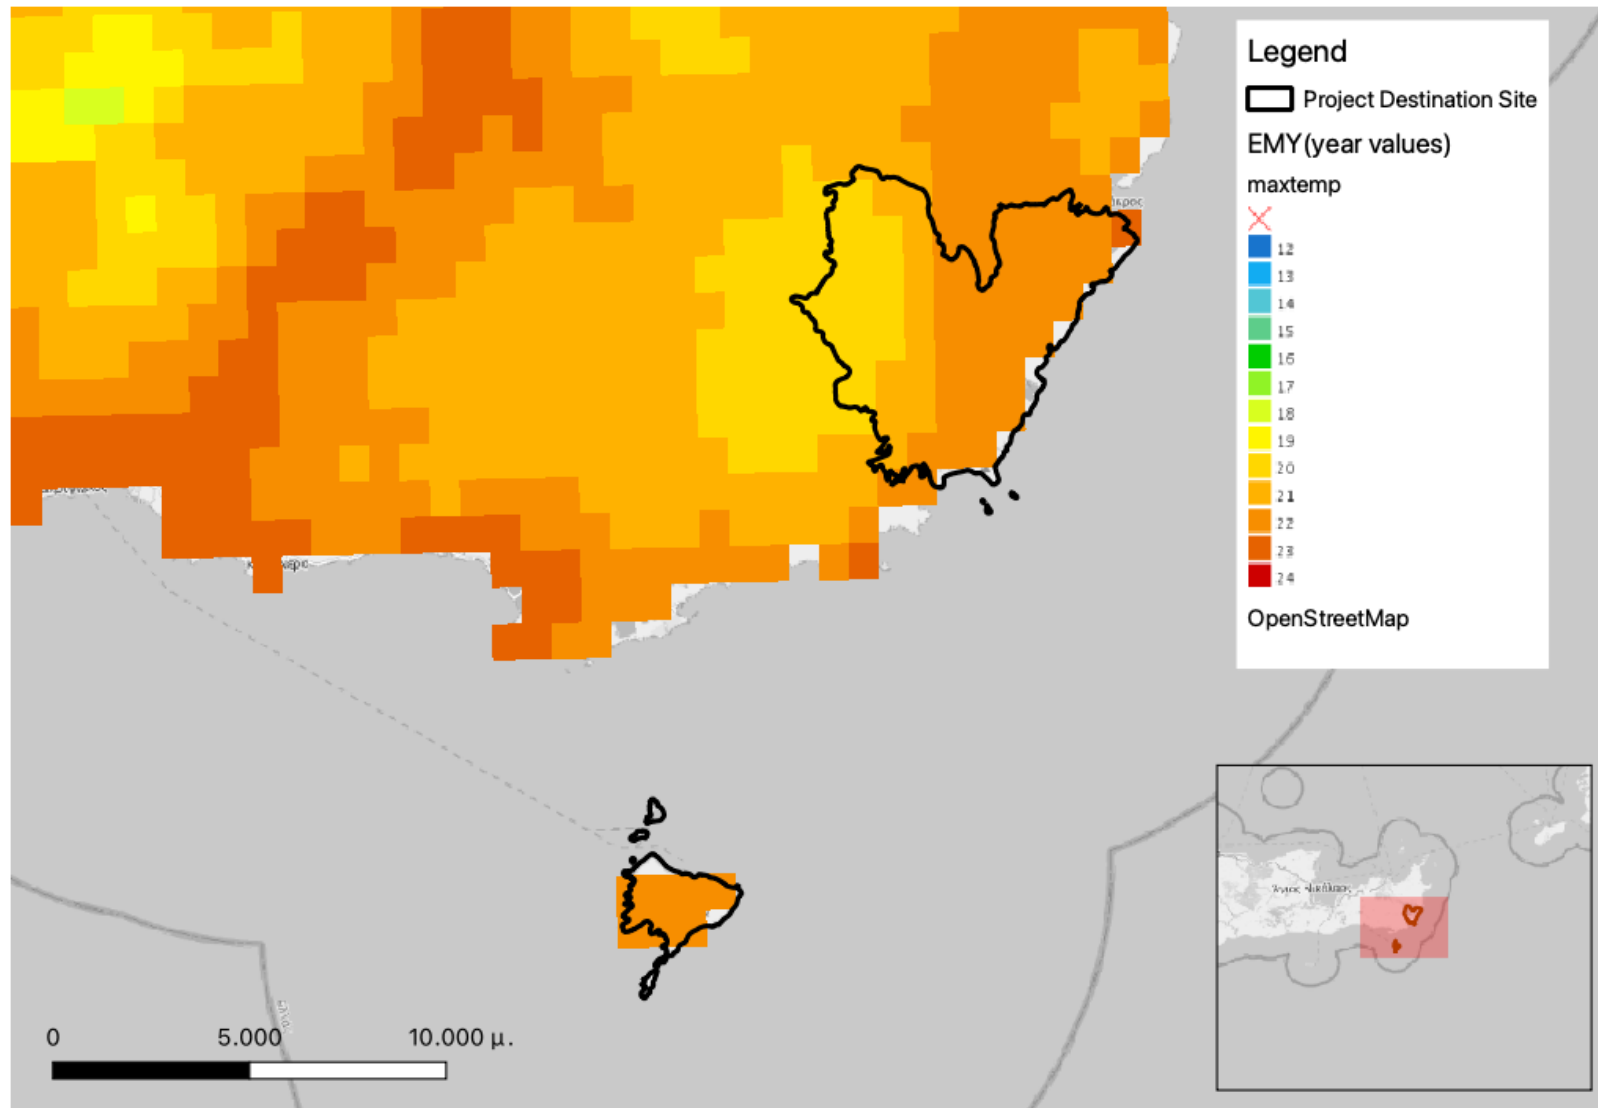 Legend
Project Destination Site
EMY(year values)
maxtemp
12
13
14
15
16
17
18
19
20
21
22
23
24
OpenStreetMap
0 5.000 10.000 μ.